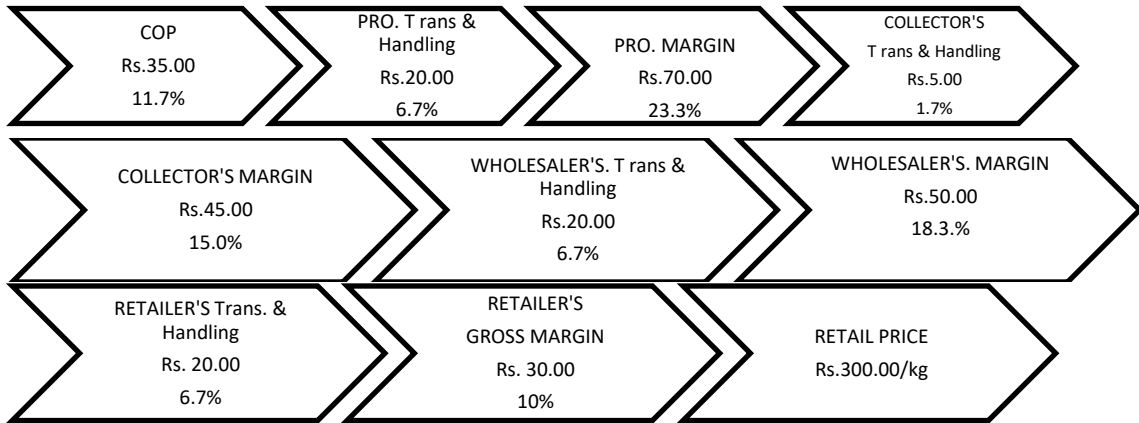 COP
Rs.35.00
11.7%
PRO. T rans &
Handling
Rs.20.00
6.7%
PRO. MARGIN
Rs.70.00
23.3%
COLLECTOR'S
T rans & Handling
Rs.5.00
1.7%
COLLECTOR'S MARGIN
Rs.45.00
15.0%
WHOLESALER'S. T rans &
Handling
Rs.20.00
6.7%
WHOLESALER'S. MARGIN
Rs.50.00
18.3.%
RETAILER'S Trans. &
Handling
Rs. 20.00
6.7%
RETAILER'S
GROSS MARGIN
Rs. 30.00
10%
RETAIL PRICE
Rs.300.00/kg